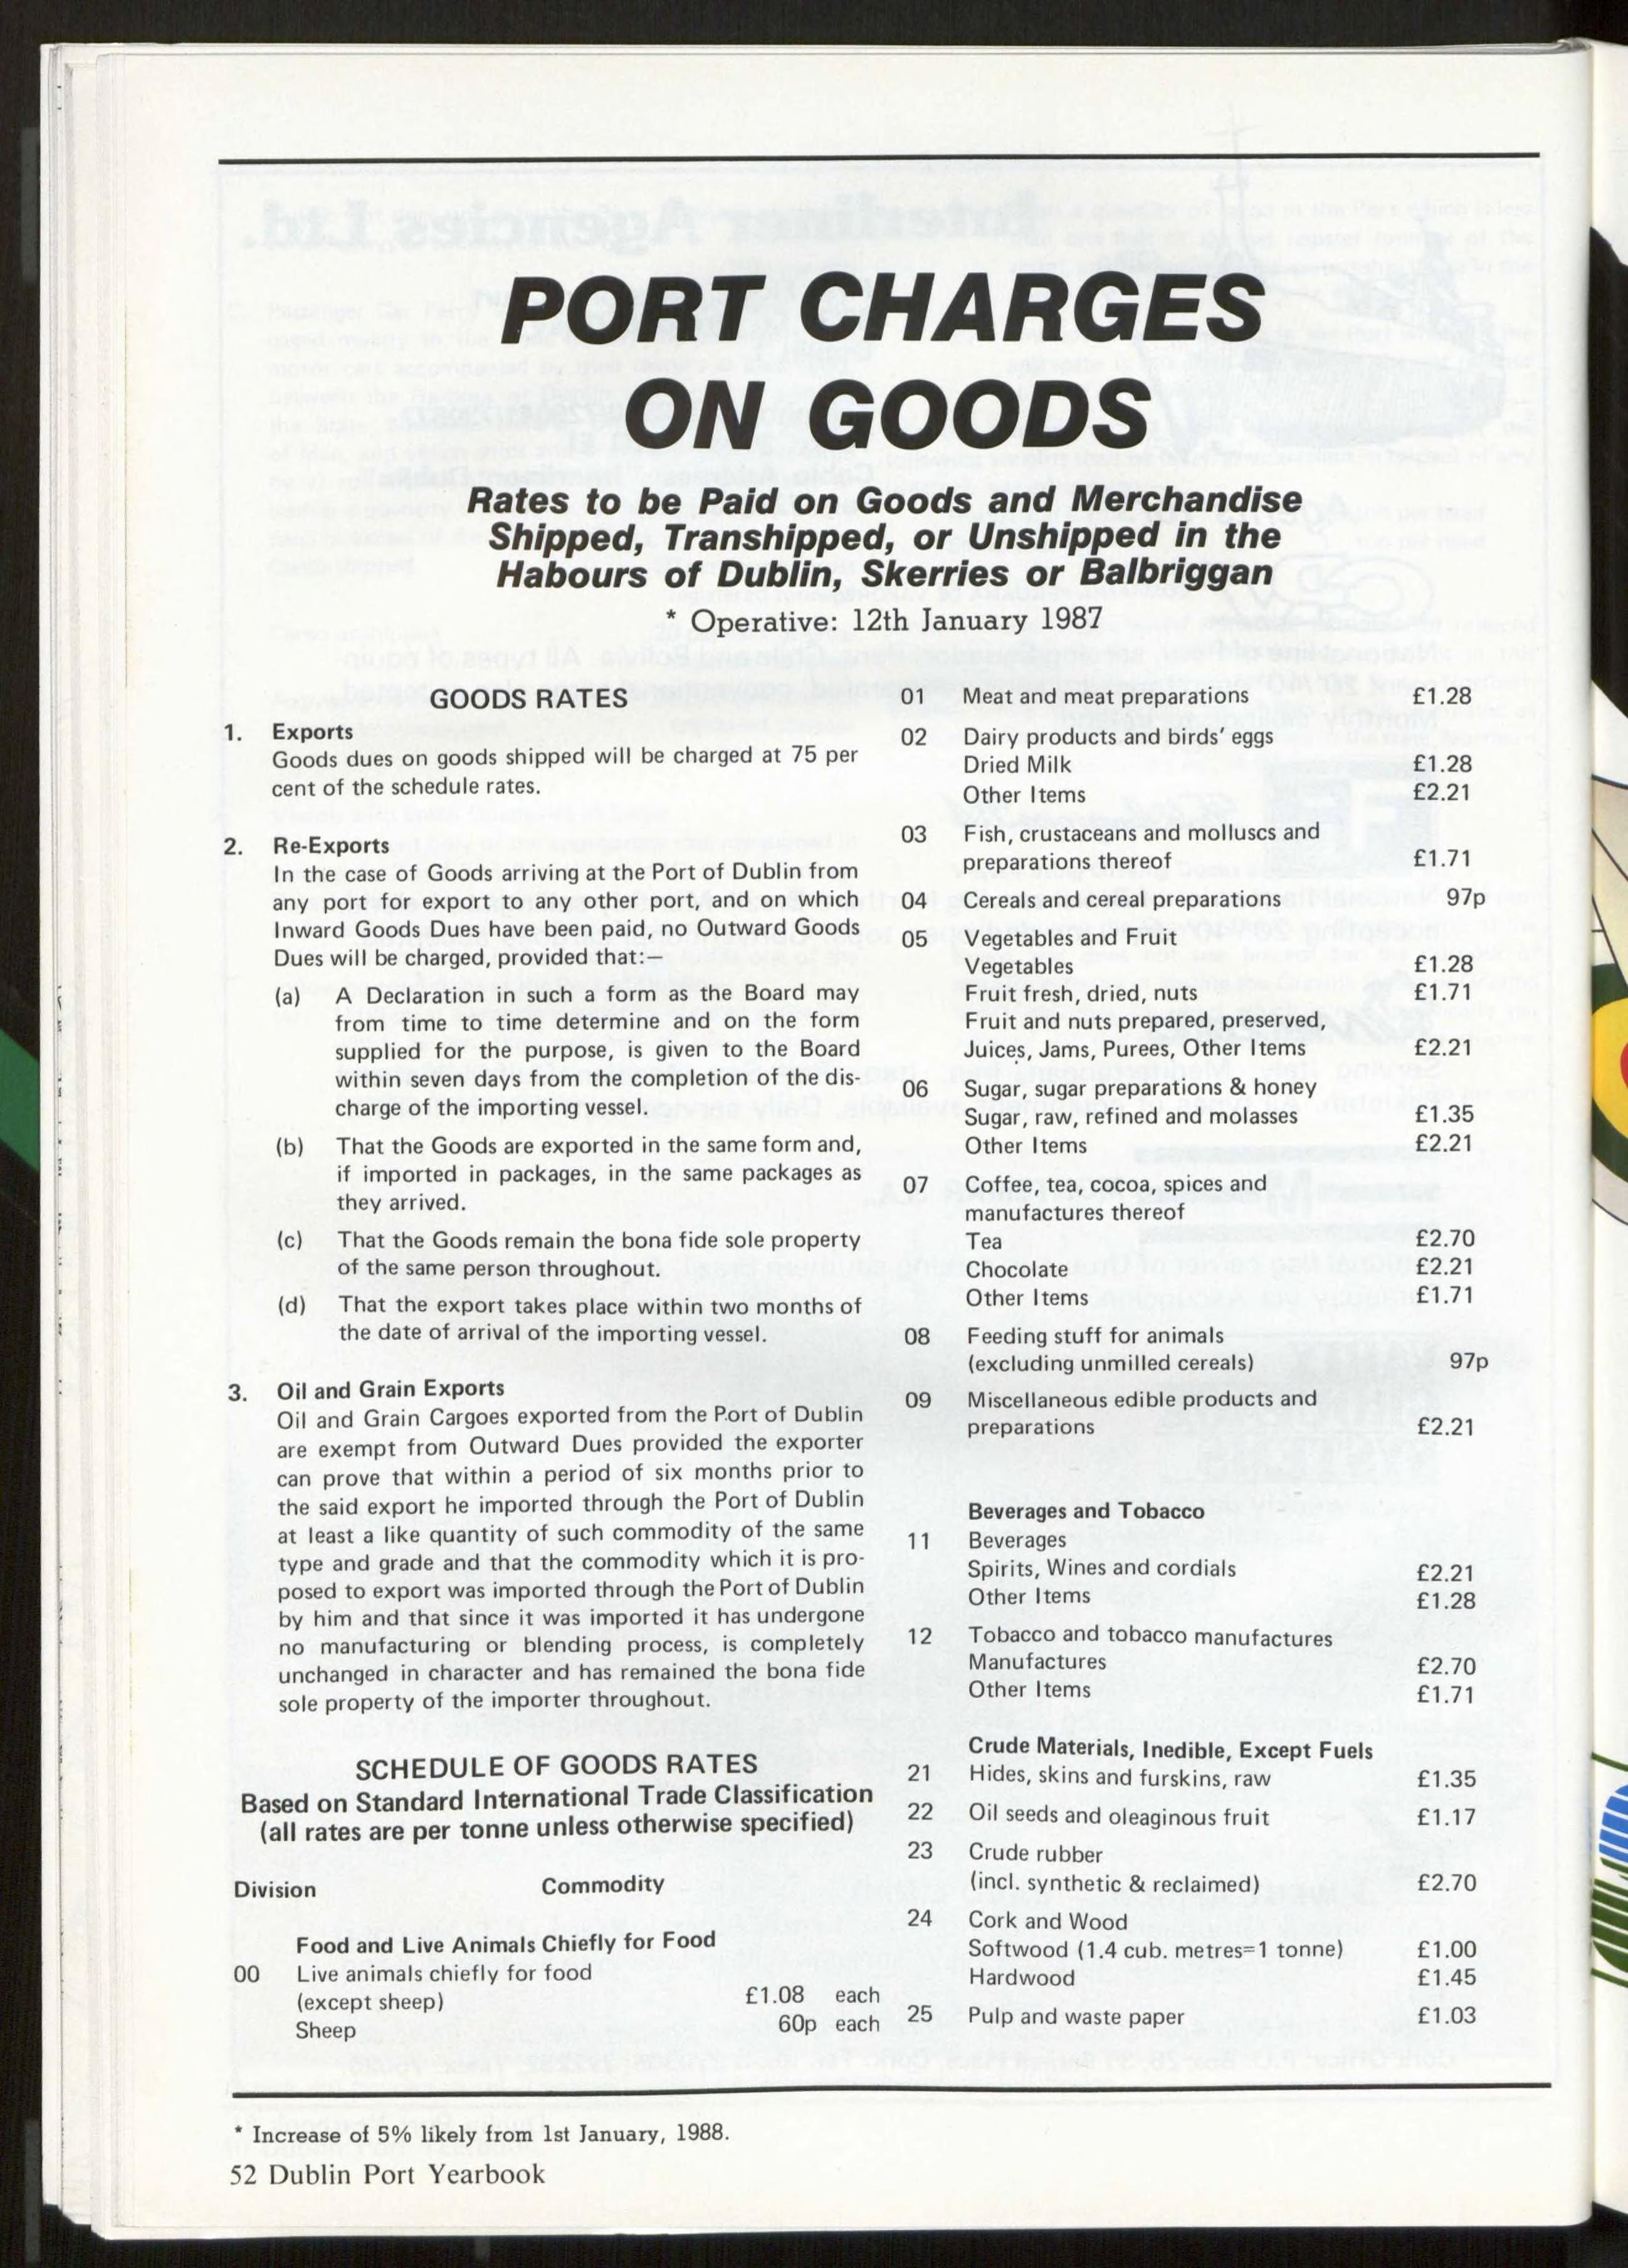 PORT CHARGES
ON GOODS
Rates to be Paid on Goods and Merchandise
Shipped, Transhipped, or Unshipped in the
Habours of Dublin, Skerries or Balbriggan
* Operative: 12th January 1987
GOODS RATES
1. Exports
Goods dues on goods shipped will be charged at 75 per
cent of the schedule rates.
2. Re-Exports
In the case of Goods arriving at the Port of Dublin from
any port for export to any other port, and on which
Inward Goods Dues have been paid, no Outward Goods
Dues will be charged, provided that:—
(a) A Declaration in such a form as the Board may
from time to time determine and on the form
supplied for the purpose, is given to the Board
within seven days from the completion of the dis-
charge of the importing vessel.
(b) That the Goods are exported in the same form and,
if imported in packages, in the same packages as
they arrived.
(c) That the Goods remain the bona fide sole property
of the same person throughout.
(d) That the export takes place within two months of
the date of arrival of the importing vessel.
3. Oil and Grain Exports
Oil and Grain Cargoes exported from the Port of Dublin
are exempt from Outward Dues provided the exporter
can prove that within a period of six months prior to
the said export he imported through the Port of Dublin
at least a like quantity of such commodity of the same
type and grade and that the commodity which it is pro-
posed to export was imported through the Port of Dublin
by him and that since it was imported it has undergone
no manufacturing or blending process, is completely
unchanged in character and has remained the bona fide
sole property of the importer throughout.
SCHEDULE OF GOODS RATES
Based on Standard International Trade Classification
(all rates are per tonne unless otherwise specified)
Division Commodity
Food and Live Animals Chiefly for Food
00 Live animals chiefly for food
(except sheep) £1.08 each
Sheep 60p each
01 Meat and meat preparations £1.28
02 Dairy products and birds' eggs
Dried Milk £1.28
Other Items £2.21
03 Fish, crustaceans and molluscs and
preparations thereof £1.71
04 Cereals and cereal preparations 97p
05 Vegetables and Fruit
Vegetables £1.28
Fruit fresh, dried, nuts £1.71
Fruit and nuts prepared, preserved,
Juices, Jams, Purees, Other Items £2.21
06 Sugar, sugar preparations & honey
Sugar, raw, refined and molasses £1.35
Other Items £2.21
07 Coffee, tea, cocoa, spices and
manufactures thereof
Tea £2.70
Chocolate £2.21
Other Items £1.71
08 Feeding stuff for animals
(excluding unmilled cereals) 97p
09 Miscellaneous edible products and
preparations £2.21
Beverages and Tobacco
11 Beverages
Spirits, Wines and cordials £2.21
Other Items £1.28
12 Tobacco and tobacco manufactures
Manufactures £2.70
Other Items £1.71
Crude Materials, Inedible, Except Fuels
21 Hides, skins and furskins, raw £1.35
22 Oil seeds and oleaginous fruit £1.17
23 Crude rubber
(incl. synthetic & reclaimed) £2.70
24 Cork and Wood
Softwood (1.4 cub. metres=1 tonne) £1.00
Hardwood £1.45
25 Pulp and waste paper £1.03
* Increase of 5% likely from 1st January, 1988.
52 Dublin Port Yearbook